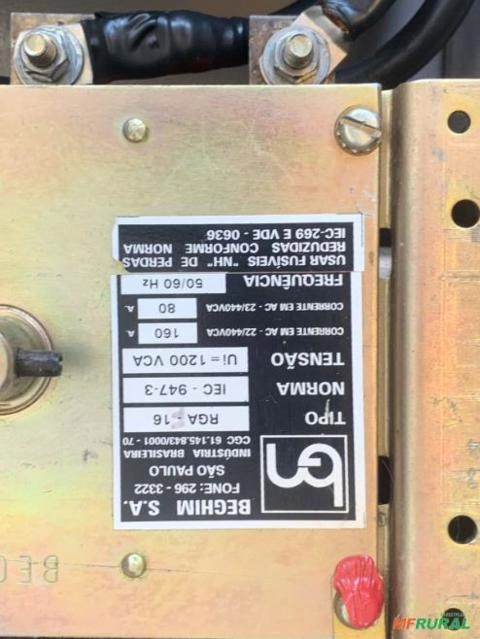 BEGHIM S.A.
FONE: 296 - 3322
SÃO PAULO
INDÚSTRIA BRASILEIRA
CGC 61.145.843/0001 - 70
TIPO RGA - 16
NORMA IEC - 947-3
TENSÃO Ui = 1200 VCA
CORRENTE EM AC - 22/440VCA 160 A.
CORRENTE EM AC - 23/440VCA 80 A.
FREQUÊNCIA 50/60 Hz
USAR FUSÍVEIS "NH" DE PERDAS
REDUZIDAS CONFORME NORMA
IEC-269 E VDE - 0636
MFRURAL